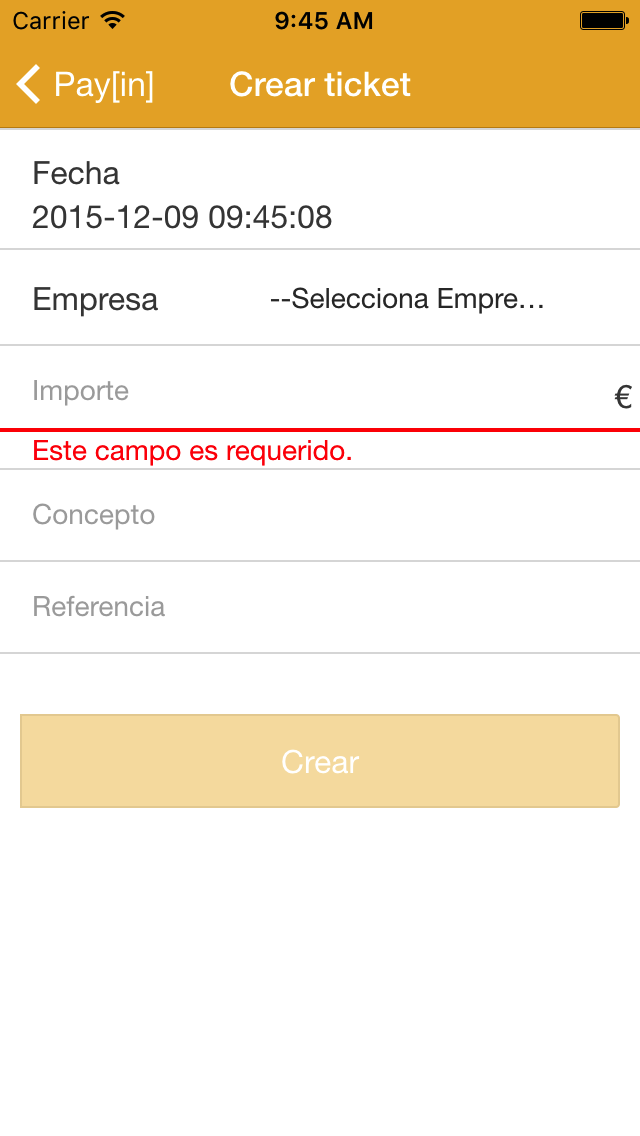 Carrier 9:45 AM
Pay[in] Crear ticket
Fecha
2015-12-09 09:45:08
Empresa --Selecciona Empre...
Importe €
Este campo es requerido.
Concepto
Referencia
Crear